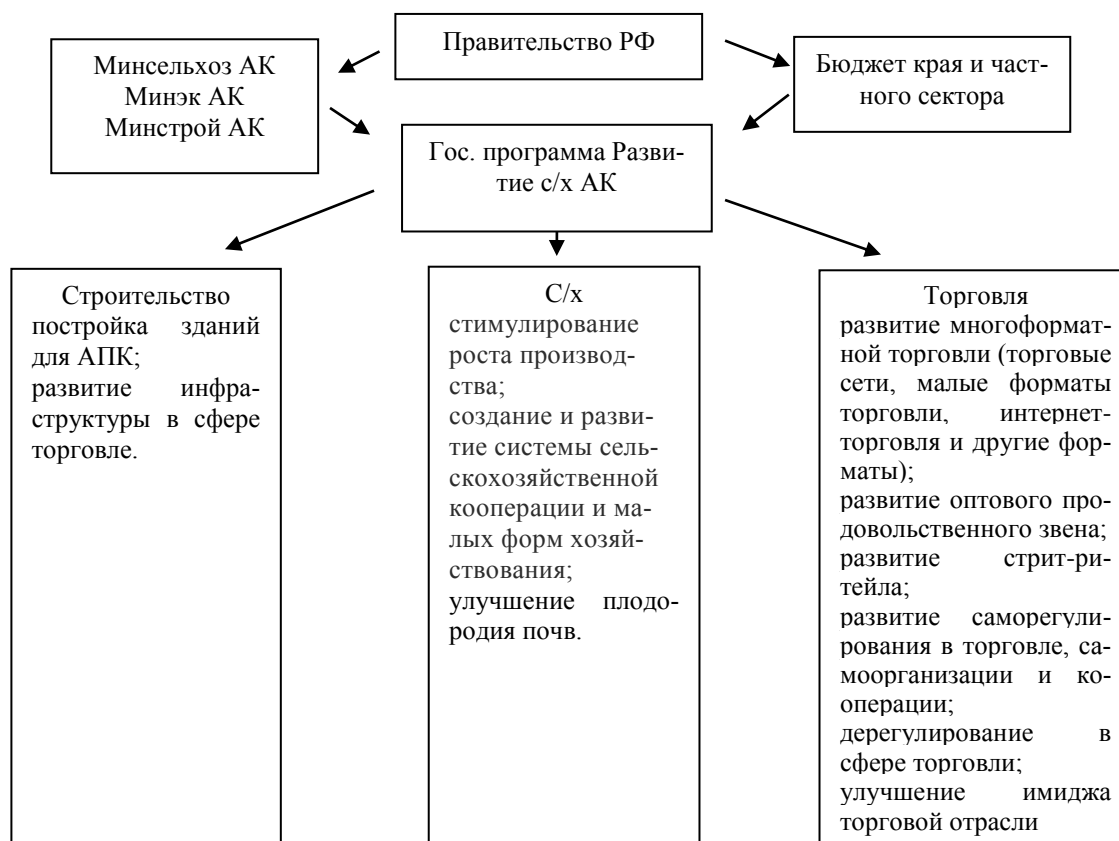 Правительство РФ
Минсельхоз АК
Минэк АК
Минстрой АК
Бюджет края и част-
ного сектора
Гос. программа Разви-
тие с/х АК
Строительство
постройка зданий
для АПК;
развитие инфра-
структуры в сфере
торговле.
С/х
стимулирование
роста производ-
ства;
создание и разви-
тие системы сель-
скохозяйственной
кооперации и ма-
лых форм хозяй-
ствования;
улучшение плодо-
родия почв.
Торговля
развитие многоформат-
ной торговли (торговые
сети, малые форматы
торговли, интернет-
торговля и другие фор-
маты);
развитие оптового про-
довольственного звена;
развитие стрит-ри-
тейла;
развитие саморегули-
рования в торговле, са-
моорганизации и ко-
операции;
дерегулирование в
сфере торговли;
улучшение имиджа
торговой отрасли